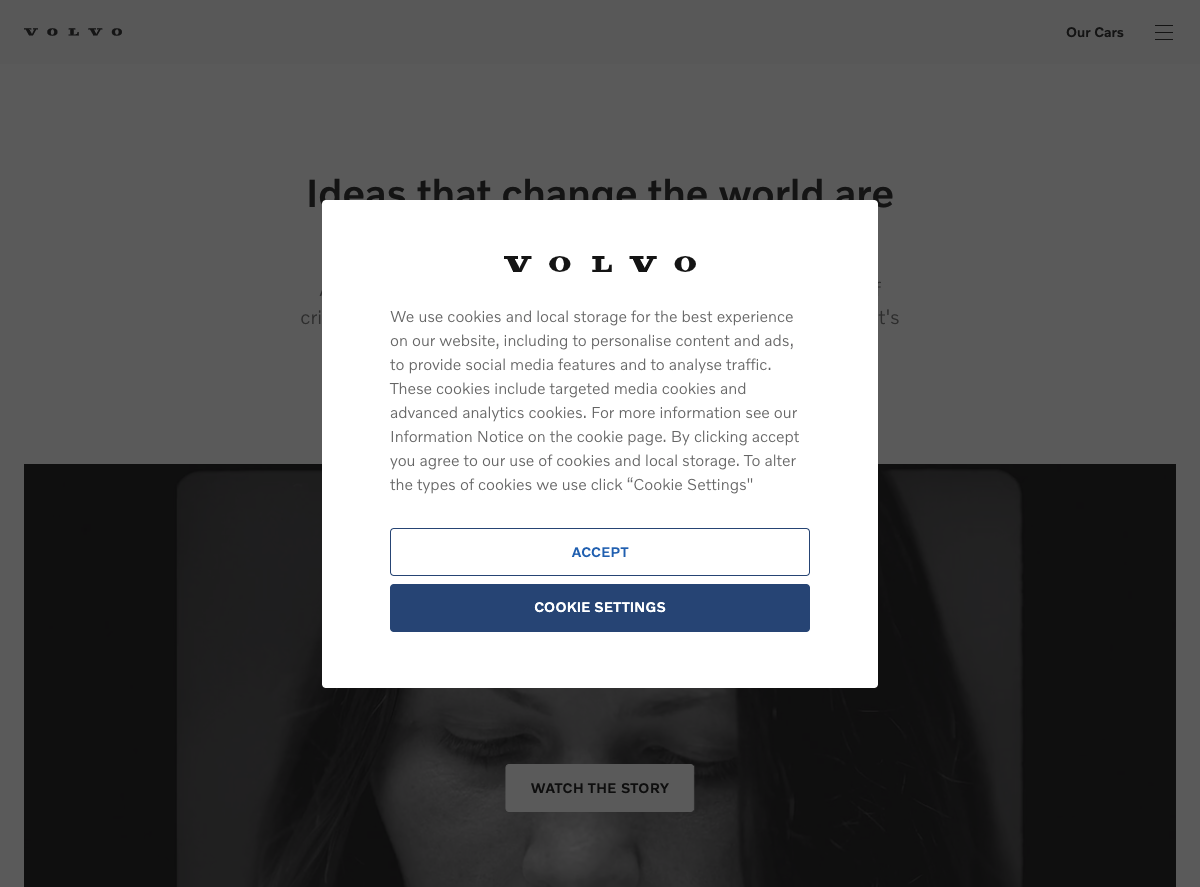 VOLVO
Our Cars
Ideas that change the world are
VOLVO
We use cookies and local storage for the best experience
on our website, including to personalise content and ads,
to provide social media features and to analyse traffic.
These cookies include targeted media cookies and
advanced analytics cookies. For more information see our
Information Notice on the cookie page. By clicking accept
you agree to our use of cookies and local storage. To alter
the types of cookies we use click “Cookie Settings"
ACCEPT
COOKIE SETTINGS
WATCH THE STORY